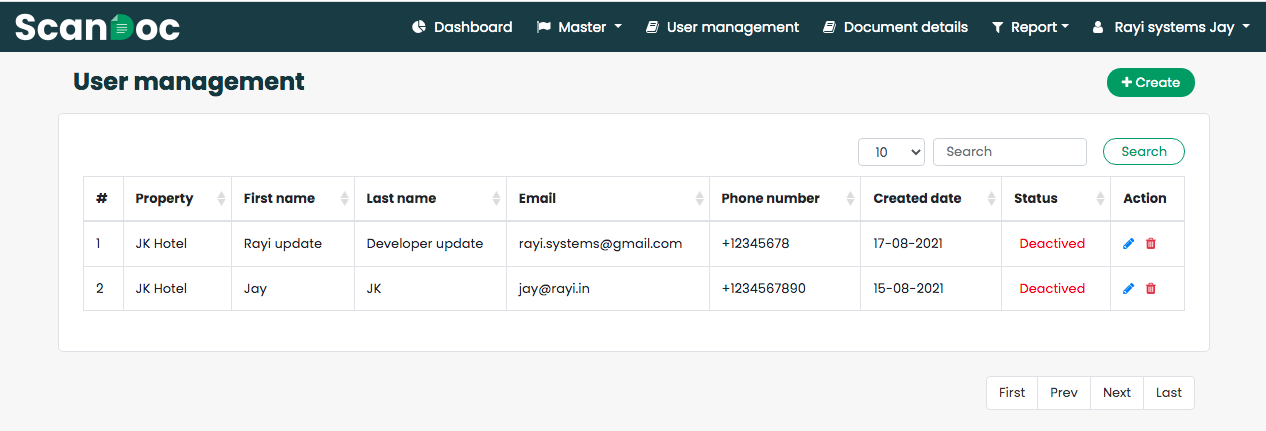 ScanDoc Dashboard Master User management Document details Report Rayi systems Jay
User management + Create
10 Search Search
# Property First name Last name Email Phone number Created date Status Action
1 JK Hotel Rayi update Developer update rayi.systems@gmail.com +12345678 17-08-2021 Deactived
2 JK Hotel Jay JK jay@rayi.in +1234567890 15-08-2021 Deactived
First Prev Next Last